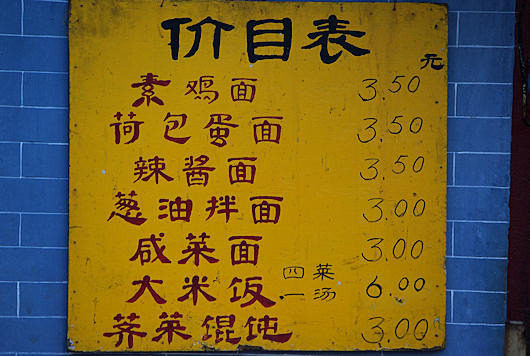 价目表
元
素鸡面 3.50
荷包蛋面 3.50
辣酱面 3.50
葱油拌面 3.00
咸菜面 3.00
大米饭 四菜一汤 6.00
荠菜馄饨 3.00